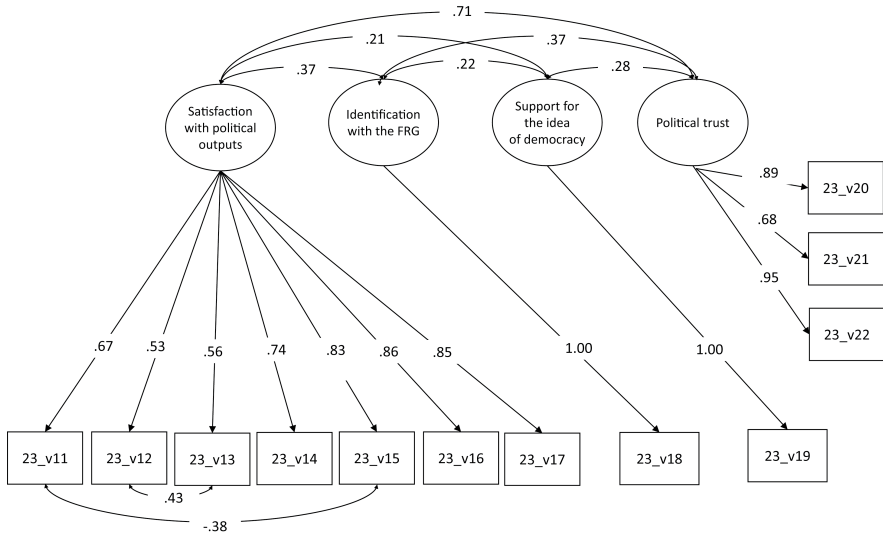 .71
.21
.37
.37
.22
.28
Satisfaction
with political
outputs
Identification
with the FRG
Support for
the idea
of democracy
Political trust
.89
23_v20
.68
23_v21
.95
23_v22
.67
.53
.56
.74
.83
.86
.85
1.00
1.00
23_v11
23_v12
23_v13
23_v14
23_v15
23_v16
23_v17
23_v18
23_v19
.43
-.38